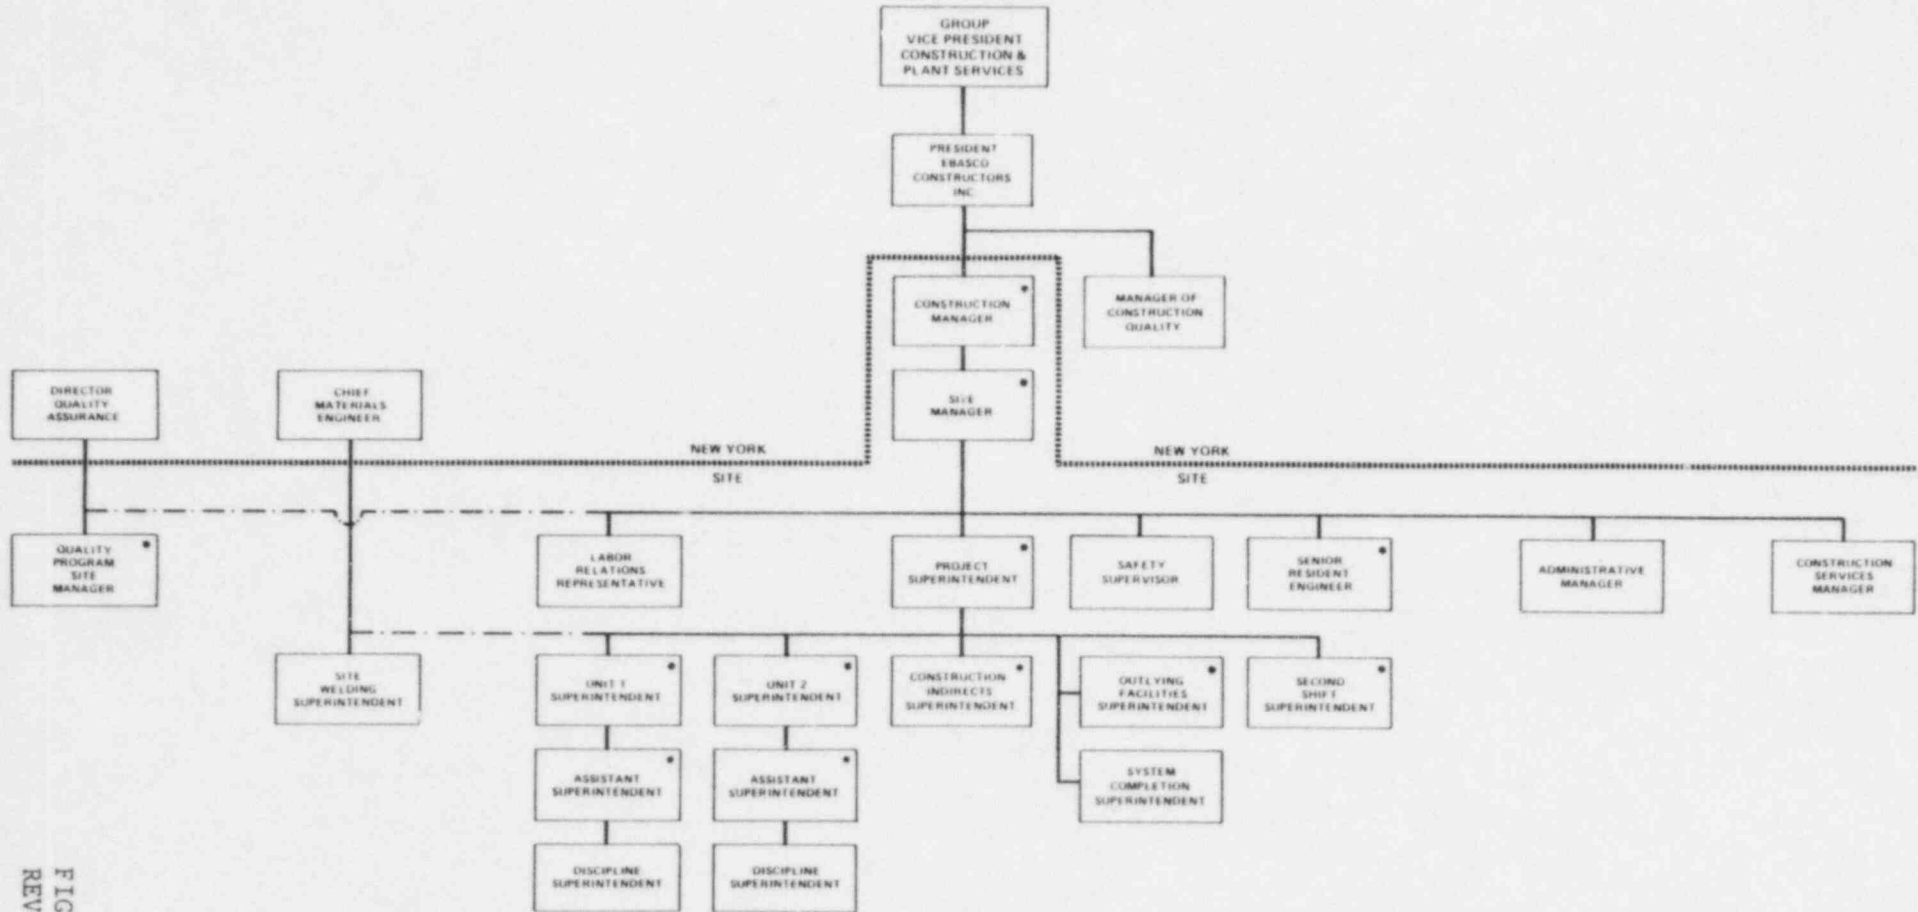 GROUP
VICE PRESIDENT
CONSTRUCTION &
PLANT SERVICES
PRESIDENT
EBASCO
CONSTRUCTORS
INC
CONSTRUCTION
MANAGER
MANAGER OF
CONSTRUCTION
QUALITY
DIRECTOR
QUALITY
ASSURANCE
CHIEF
MATERIALS
ENGINEER
SITE
MANAGER
NEW YORK
SITE
NEW YORK
SITE
QUALITY
PROGRAM
SITE
MANAGER
LABOR
RELATIONS
REPRESENTATIVE
PROJECT
SUPERINTENDENT
SAFETY
SUPERVISOR
SENIOR
RESIDENT
ENGINEER
ADMINISTRATIVE
MANAGER
CONSTRUCTION
SERVICES
MANAGER
SITE
WELDING
SUPERINTENDENT
UNIT 1
SUPERINTENDENT
UNIT 2
SUPERINTENDENT
CONSTRUCTION
INDIRECTS
SUPERINTENDENT
OUTLYING
FACILITIES
SUPERINTENDENT
SECOND
SHIFT
SUPERINTENDENT
ASSISTANT
SUPERINTENDENT
ASSISTANT
SUPERINTENDENT
SYSTEM
COMPLETION
SUPERINTENDENT
DISCIPLINE
SUPERINTENDENT
DISCIPLINE
SUPERINTENDENT
FIG
REV